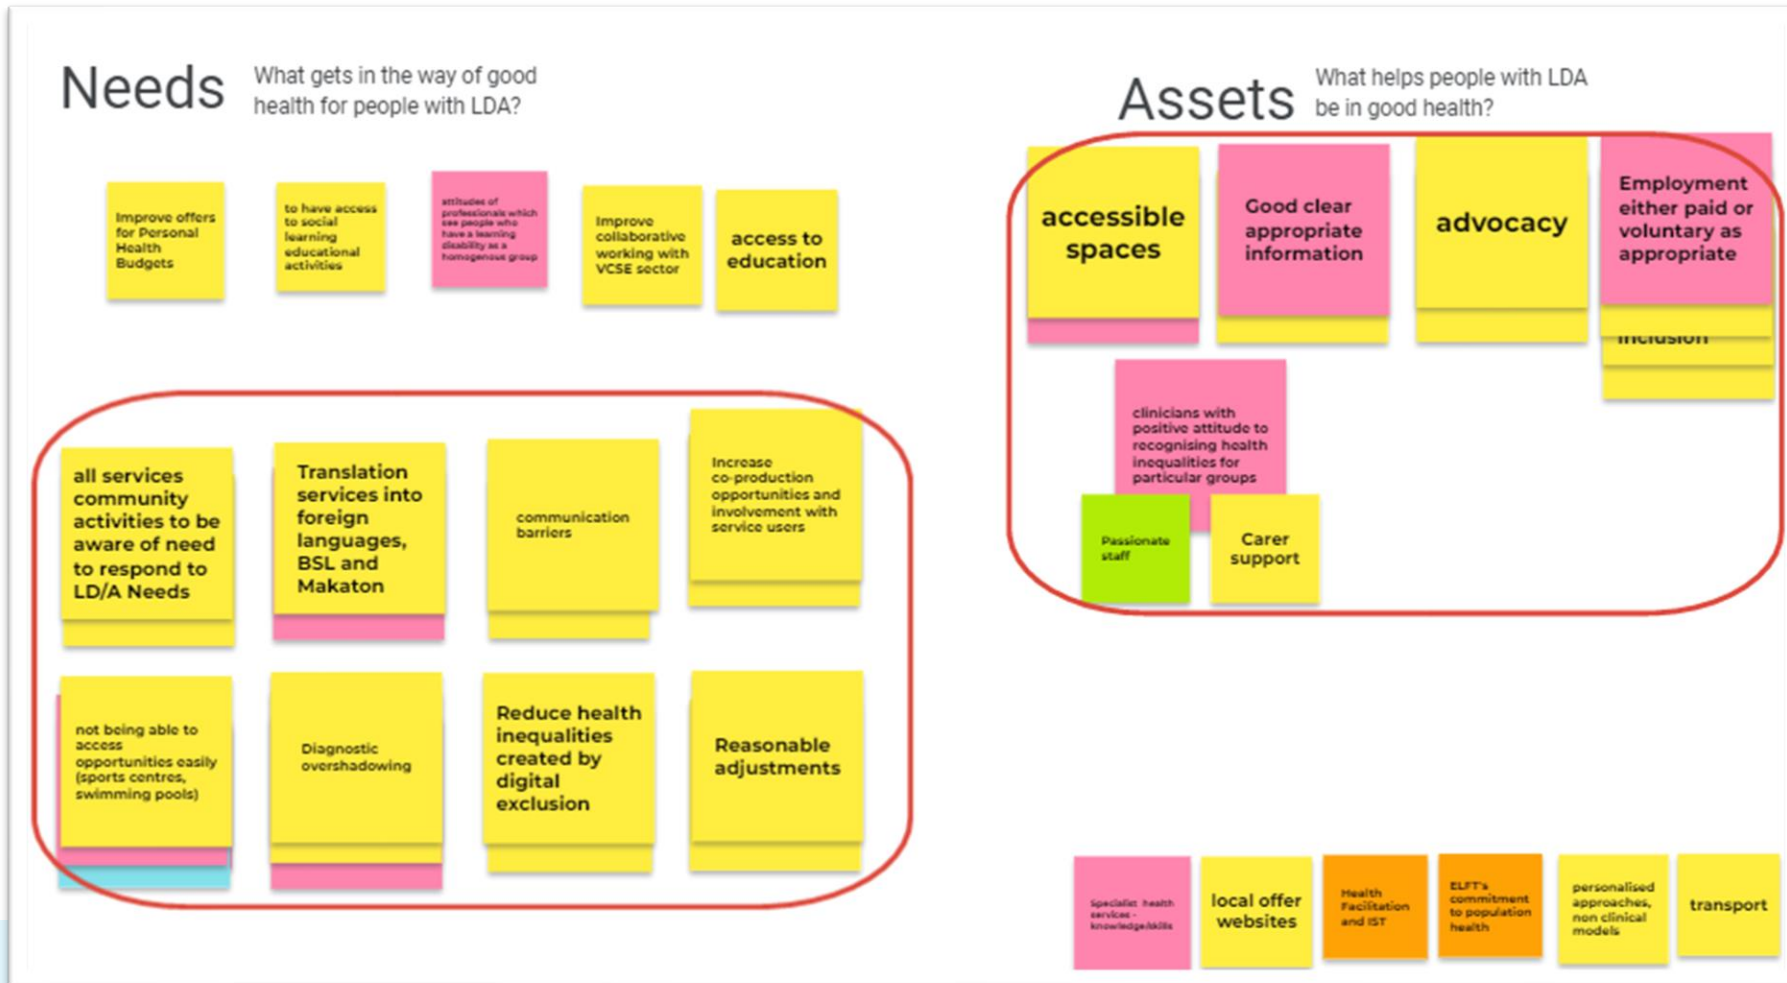 Needs
What gets in the way of good
health for people with LDA?
Improve offers
for Personal
Health
Budgets
to have access
to social
learning
educational
activities
attitudes of
professionals which
see people who
have a learning
disability as a
homogenous group
Improve
collaborative
working with
VCSE sector
access to
education
all services
community
activities to be
aware of need
to respond to
LD/A Needs
Translation
services into
foreign
languages,
BSL and
Makaton
communication
barriers
Increase
co-production
opportunities and
involvement with
service users
not being able to
access
opportunities easily
(sports centres,
swimming pools)
Diagnostic
overshadowing
Reduce health
inequalities
created by
digital
exclusion
Reasonable
adjustments
Assets
What helps people with LDA
be in good health?
accessible
spaces
Good clear
appropriate
information
advocacy
Employment
either paid or
voluntary as
appropriate
inclusion
clinicians with
positive attitude to
recognising health
inequalities for
particular groups
Passionate
staff
Carer
support
Specialist health
services -
knowledge/skills
local offer
websites
Health
Facilitation
and IST
ELFT's
commitment
to population
health
personalised
approaches,
non clinical
models
transport